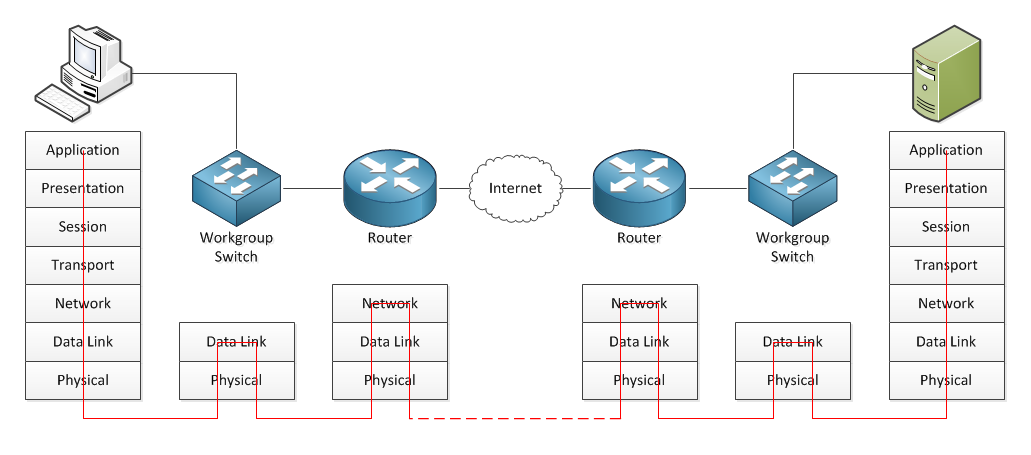 Application
Presentation
Session
Transport
Network
Data Link
Physical
Workgroup
Switch
Data Link
Physical
Router
Network
Data Link
Physical
Internet
Router
Network
Data Link
Physical
Workgroup
Switch
Data Link
Physical
Application
Presentation
Session
Transport
Network
Data Link
Physical